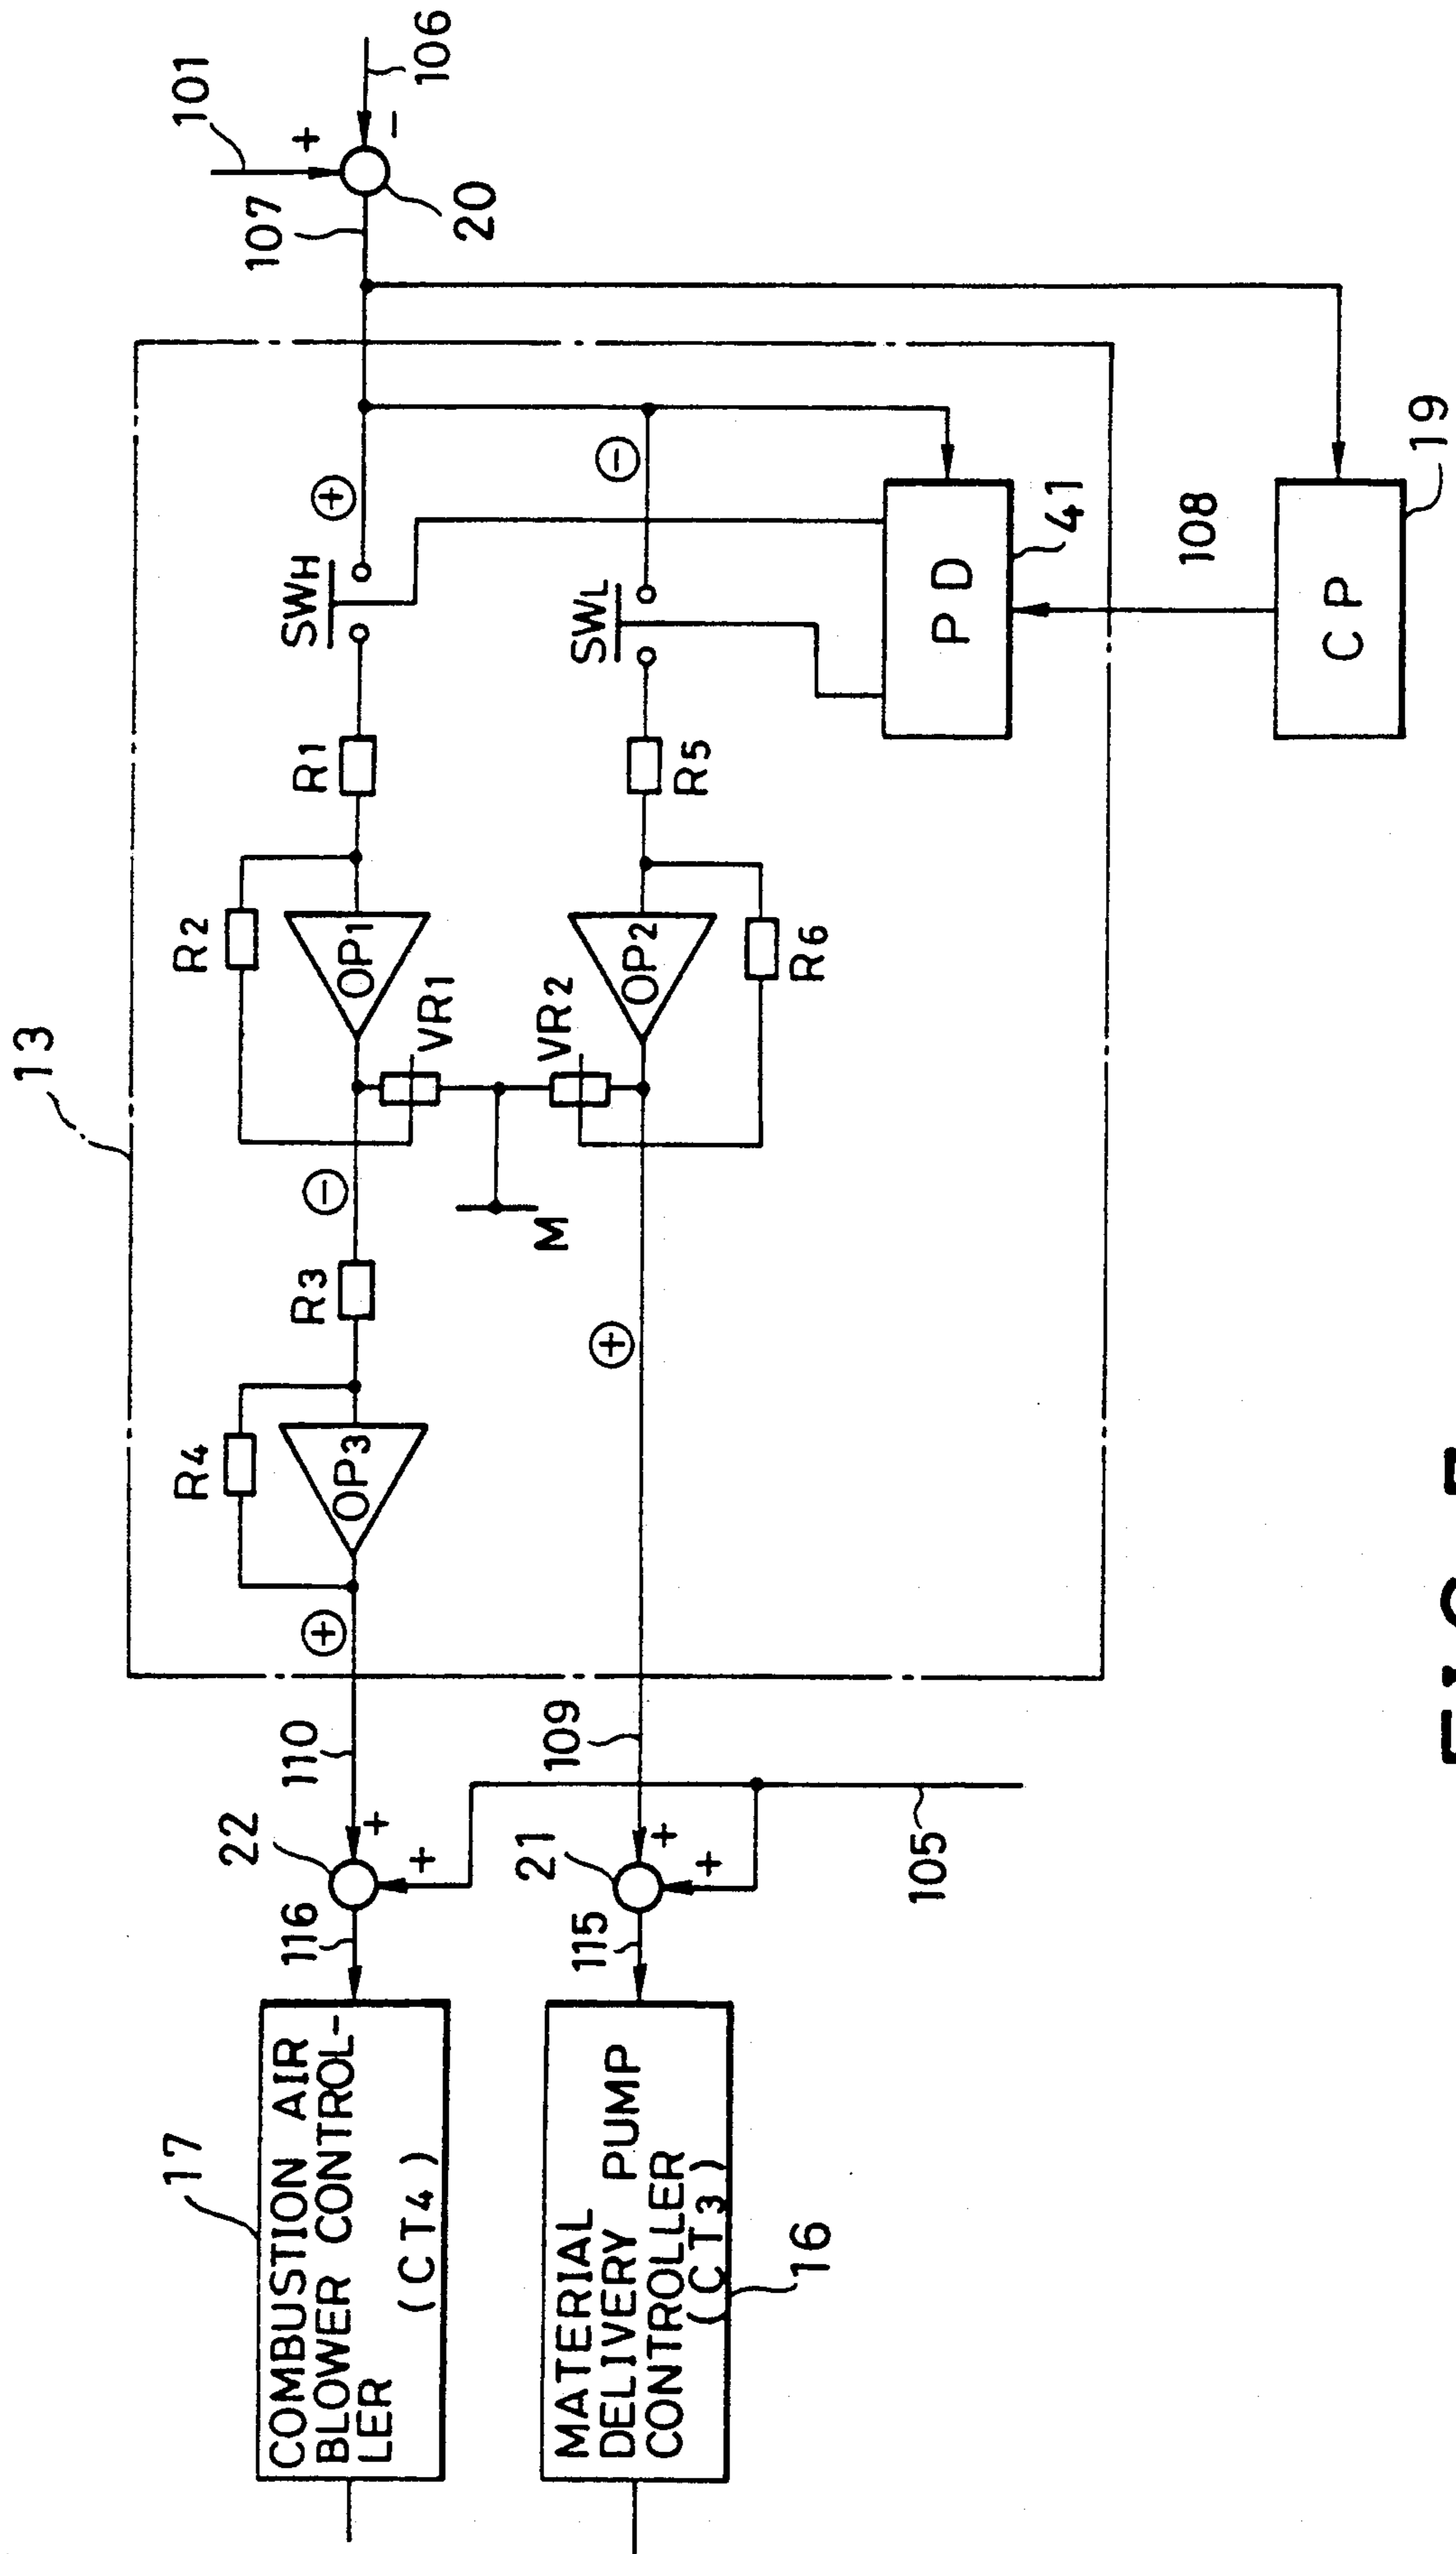 101
106
+
-
107
20
13
⊕
⊖
SWH
SWL
R1
R5
P D
41
108
C P
19
R2
OP1
OP2
R6
VR1
VR2
⊖
M
R3
⊕
R4
OP3
⊕
110
109
22
+
+
21
+
+
105
116
115
17
COMBUSTION AIR
BLOWER CONTROL-
LER
(CT4)
MATERIAL
DELIVERY PUMP
CONTROLLER
(CT3)
16